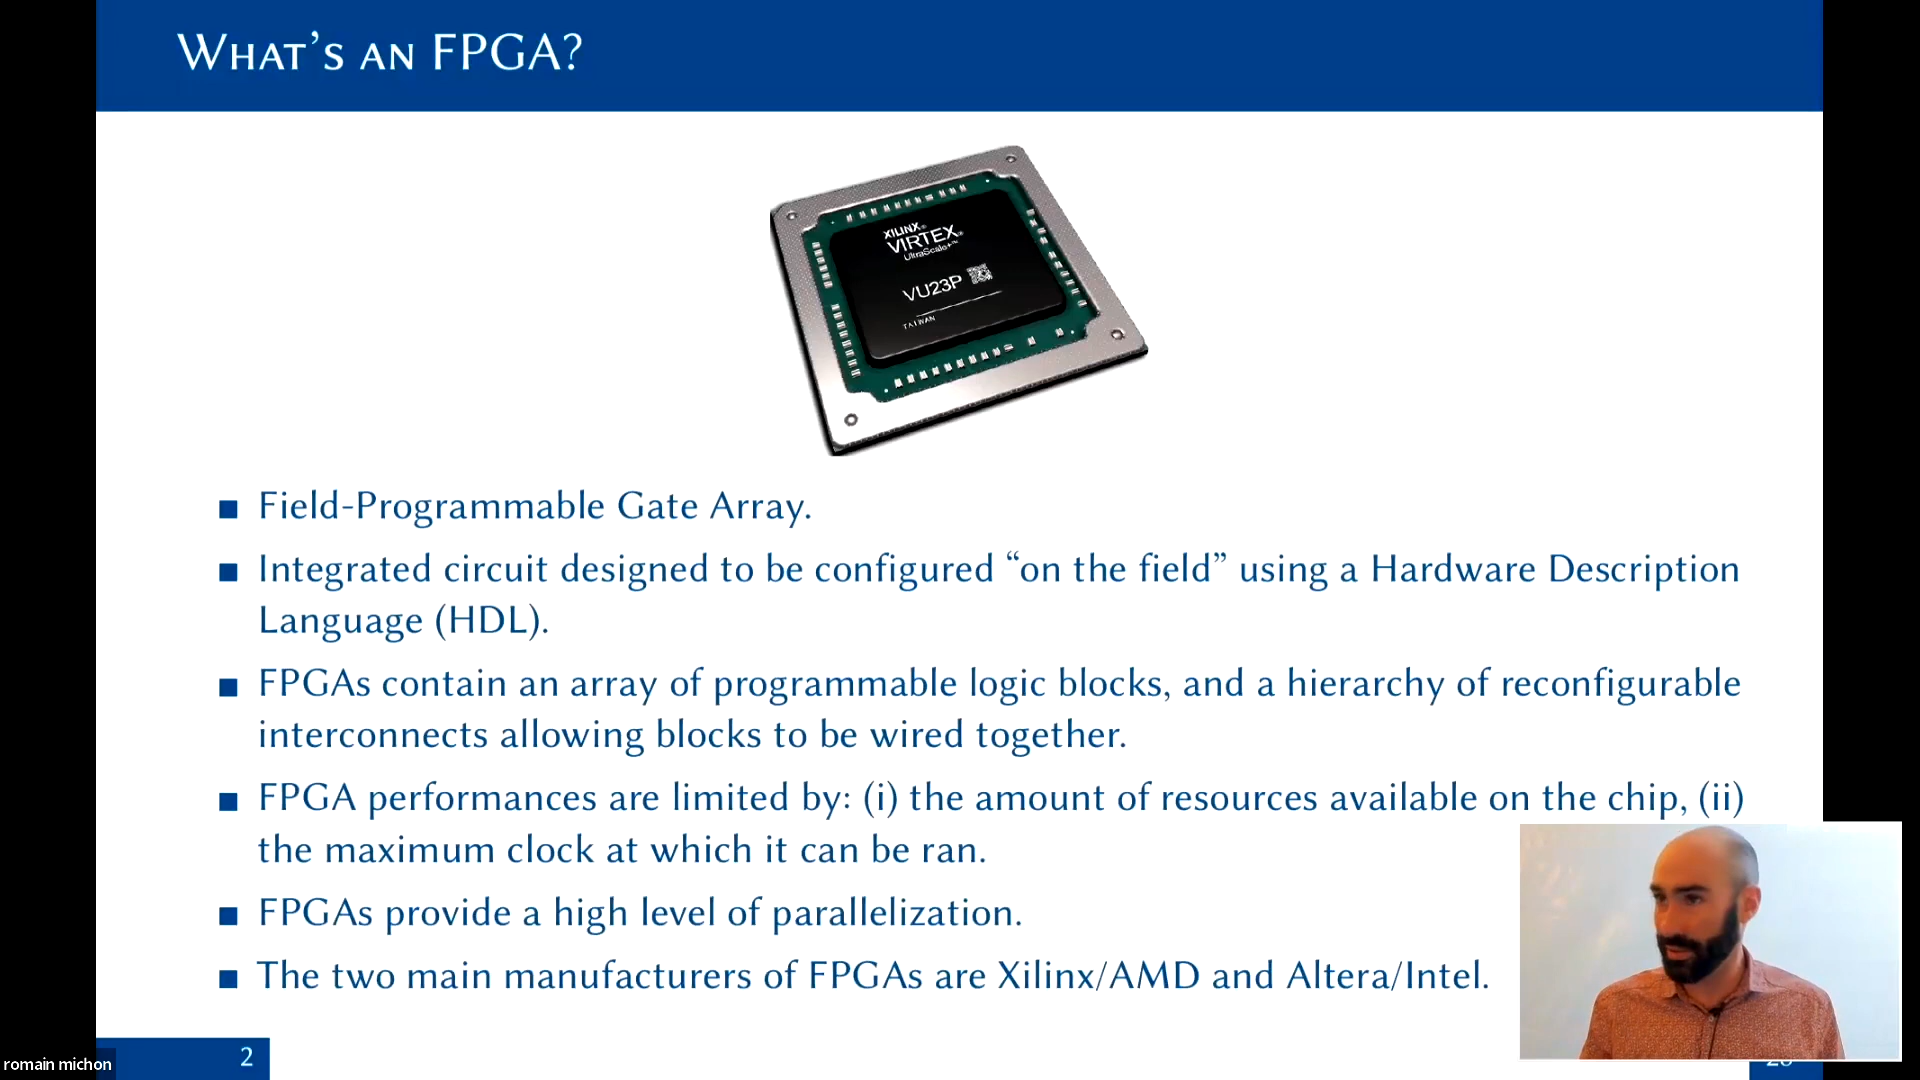 What's an FPGA?
XILINX®
VIRTEX®
UltraScale+™
VU23P
TAIWAN
■ Field-Programmable Gate Array.
■ Integrated circuit designed to be configured “on the field” using a Hardware Description
Language (HDL).
■ FPGAs contain an array of programmable logic blocks, and a hierarchy of reconfigurable
interconnects allowing blocks to be wired together.
■ FPGA performances are limited by: (i) the amount of resources available on the chip, (ii)
the maximum clock at which it can be ran.
■ FPGAs provide a high level of parallelization.
■ The two main manufacturers of FPGAs are Xilinx/AMD and Altera/Intel.
2
romain michon